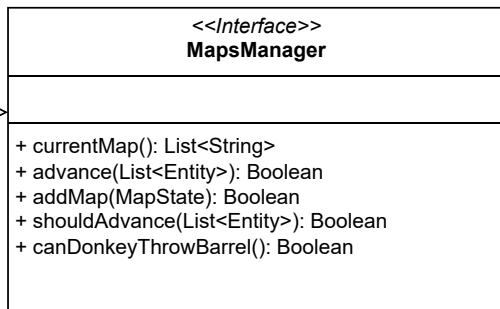 <<Interface>>
MapsManager
+ currentMap(): List<String>
+ advance(List<Entity>): Boolean
+ addMap(MapState): Boolean
+ shouldAdvance(List<Entity>): Boolean
+ canDonkeyThrowBarrel(): Boolean